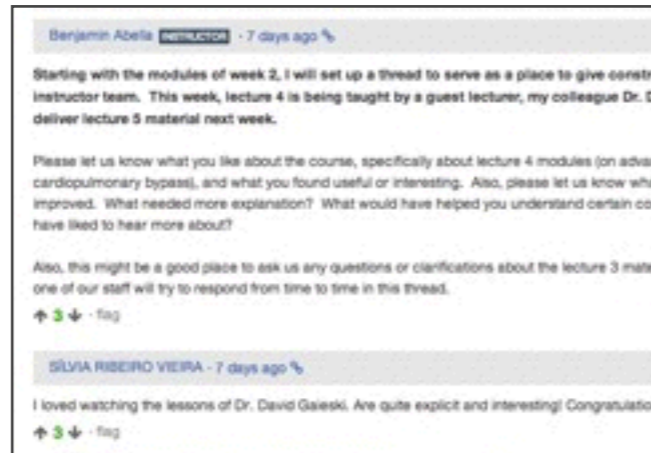 Benjamin Abella INSTRUCTOR · 7 days ago
Starting with the modules of week 2, I will set up a thread to serve as a place to give constr
instructor team. This week, lecture 4 is being taught by a guest lecturer, my colleague Dr. D
deliver lecture 5 material next week.
Please let us know what you like about the course, specifically about lecture 4 modules (on adva
cardiopulmonary bypass), and what you found useful or interesting. Also, please let us know wha
improved. What needed more explanation? What would have helped you understand certain co
have liked to hear more about?
Also, this might be a good place to ask us any questions or clarifications about the lecture 3 mate
one of our staff will try to respond from time to time in this thread.
↑ 3 ↓ · flag
SÍLVIA RIBEIRO VIEIRA · 7 days ago
I loved watching the lessons of Dr. David Gaieski. Are quite explicit and interesting! Congratulatio
↑ 3 ↓ · flag